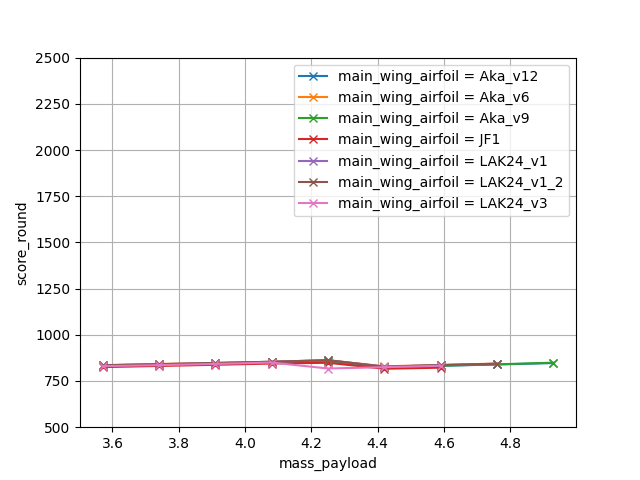 2500
2250
2000
1750
1500
1250
1000
750
500
score_round
main_wing_airfoil = Aka_v12
main_wing_airfoil = Aka_v6
main_wing_airfoil = Aka_v9
main_wing_airfoil = JF1
main_wing_airfoil = LAK24_v1
main_wing_airfoil = LAK24_v1_2
main_wing_airfoil = LAK24_v3
3.6 3.8 4.0 4.2 4.4 4.6 4.8
mass_payload